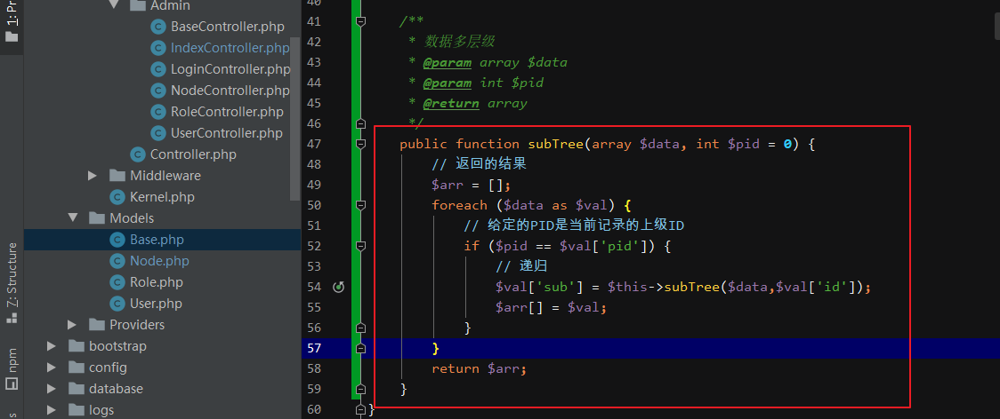 1: Pr
Z: Structure
npm
Admin
BaseController.php
IndexController.php
LoginController.php
NodeController.php
RoleController.php
UserController.php
Controller.php
Middleware
Kernel.php
Models
Base.php
Node.php
Role.php
User.php
Providers
bootstrap
config
database
logs
40
41 /**
42 * 数据多层级
43 * @param array $data
44 * @param int $pid
45 * @return array
46 */
47 public function subTree(array $data, int $pid = 0) {
48 // 返回的结果
49 $arr = [];
50 foreach ($data as $val) {
51 // 给定的PID是当前记录的上级ID
52 if ($pid == $val['pid']) {
53 // 递归
54 $val['sub'] = $this->subTree($data,$val['id']);
55 $arr[] = $val;
56 }
57 }
58 return $arr;
59 }
60 }